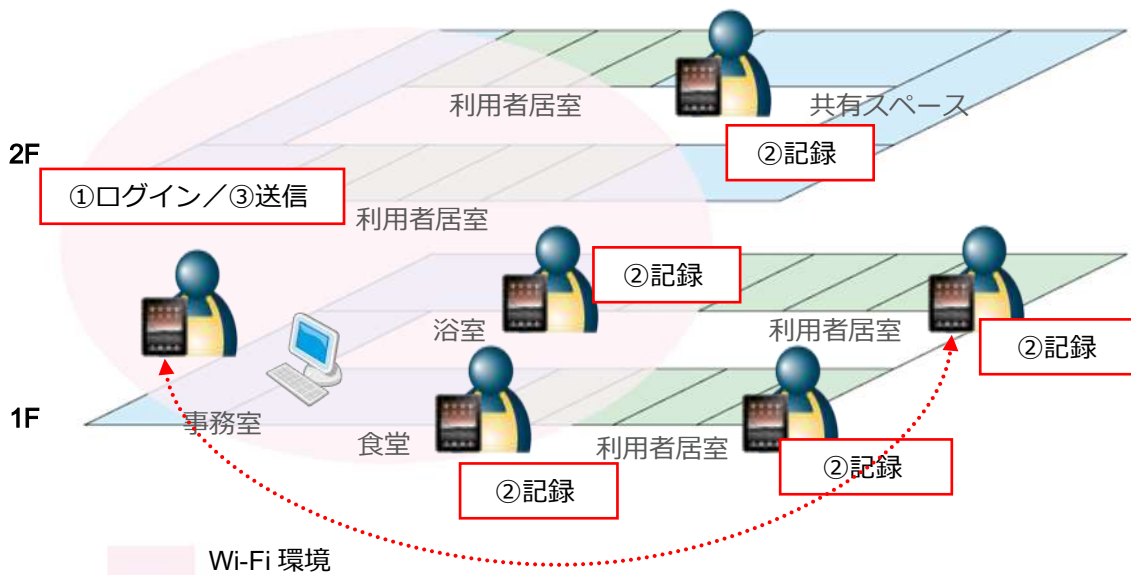 利用者居室
共有スペース
2F
②記録
①ログイン／③送信
利用者居室
②記録
浴室
利用者居室
②記録
1F
事務室
食堂
利用者居室
②記録
②記録
Wi-Fi 環境